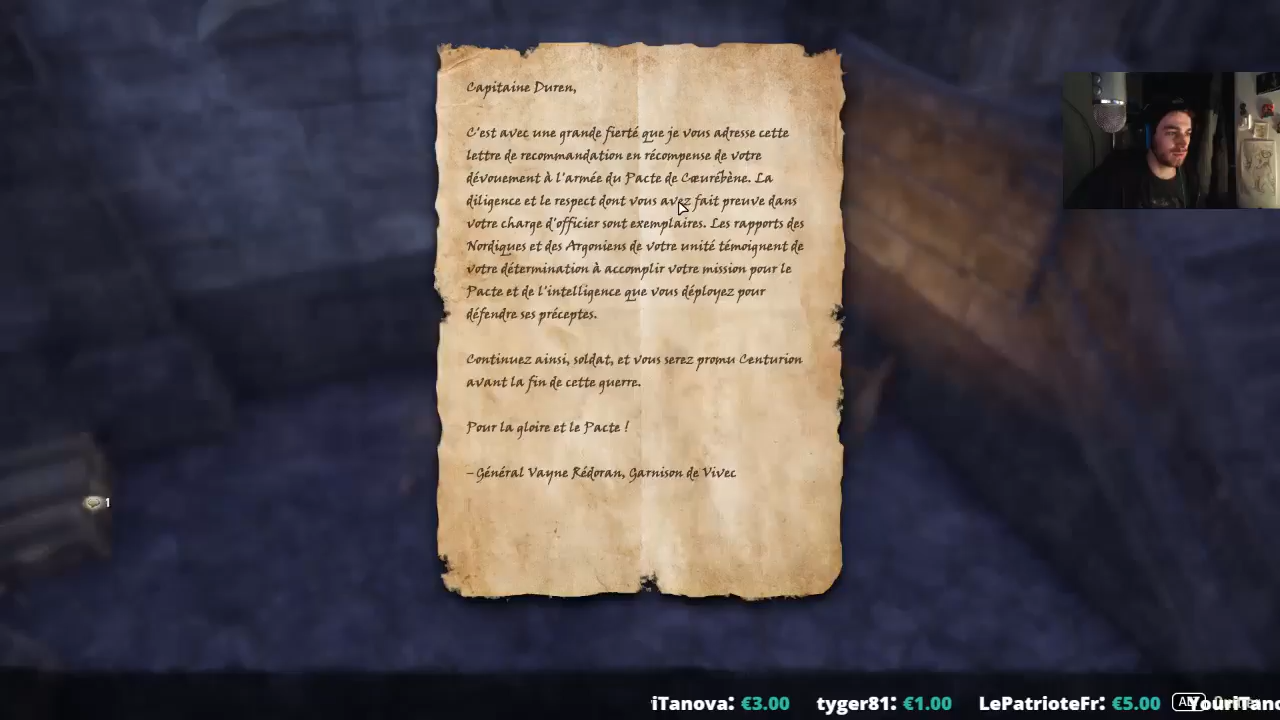 Capitaine Duren,
C'est avec une grande fierté que je vous adresse cette
lettre de recommandation en récompense de votre
dévouement à l'armée du Pacte de Cœurébène. La
diligence et le respect dont vous avez fait preuve dans
votre charge d'officier sont exemplaires. Les rapports des
Nordiques et des Argoniens de votre unité témoignent de
votre détermination à accomplir votre mission pour le
Pacte et de l'intelligence que vous déployez pour
défendre ses préceptes.
Continuez ainsi, soldat, et vous serez promu Centurion
avant la fin de cette guerre.
Pour la gloire et le Pacte !
–Général Vayne Rédoran, Garnison de Vivec
1
iTanova: €3.00 tyger81: €1.00 LePatrioteFr: €5.00